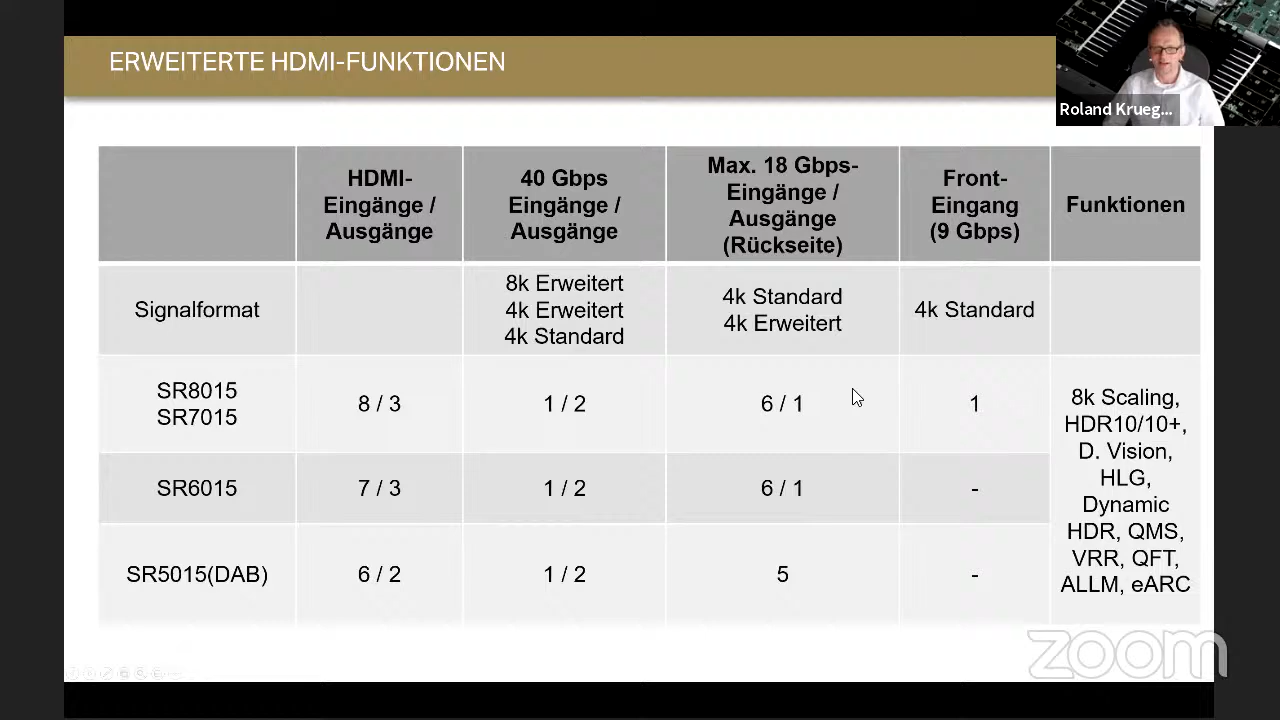 ERWEITERTE HDMI-FUNKTIONEN
Roland Krueg...
HDMI-
Eingänge /
Ausgänge
40 Gbps
Eingänge /
Ausgänge
Max. 18 Gbps-
Eingänge /
Ausgänge
(Rückseite)
Front-
Eingang
(9 Gbps)
Funktionen
Signalformat
8k Erweitert
4k Erweitert
4k Standard
4k Standard
4k Erweitert
4k Standard
SR8015
SR7015
8 / 3
1 / 2
6 / 1
1
8k Scaling,
HDR10/10+,
D. Vision,
HLG,
Dynamic
HDR, QMS,
VRR, QFT,
ALLM, eARC
SR6015
7 / 3
1 / 2
6 / 1
-
SR5015(DAB)
6 / 2
1 / 2
5
-
zoom